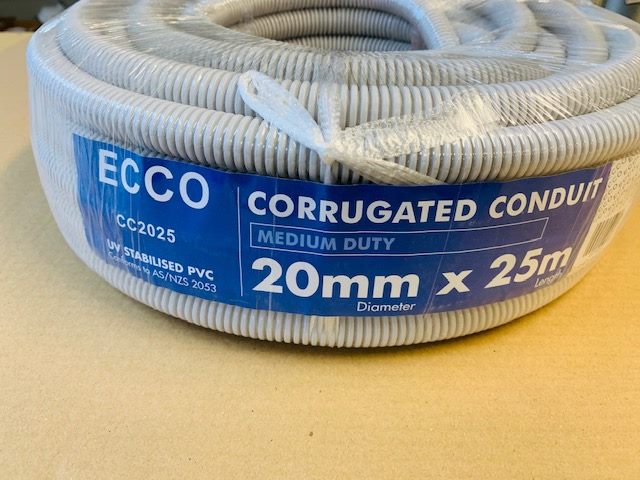 ECCO
CC2025
UV STABILISED PVC
Conforms to AS/NZS 2053
CORRUGATED CONDUIT
MEDIUM DUTY
20mm x 25m
Diameter
Length